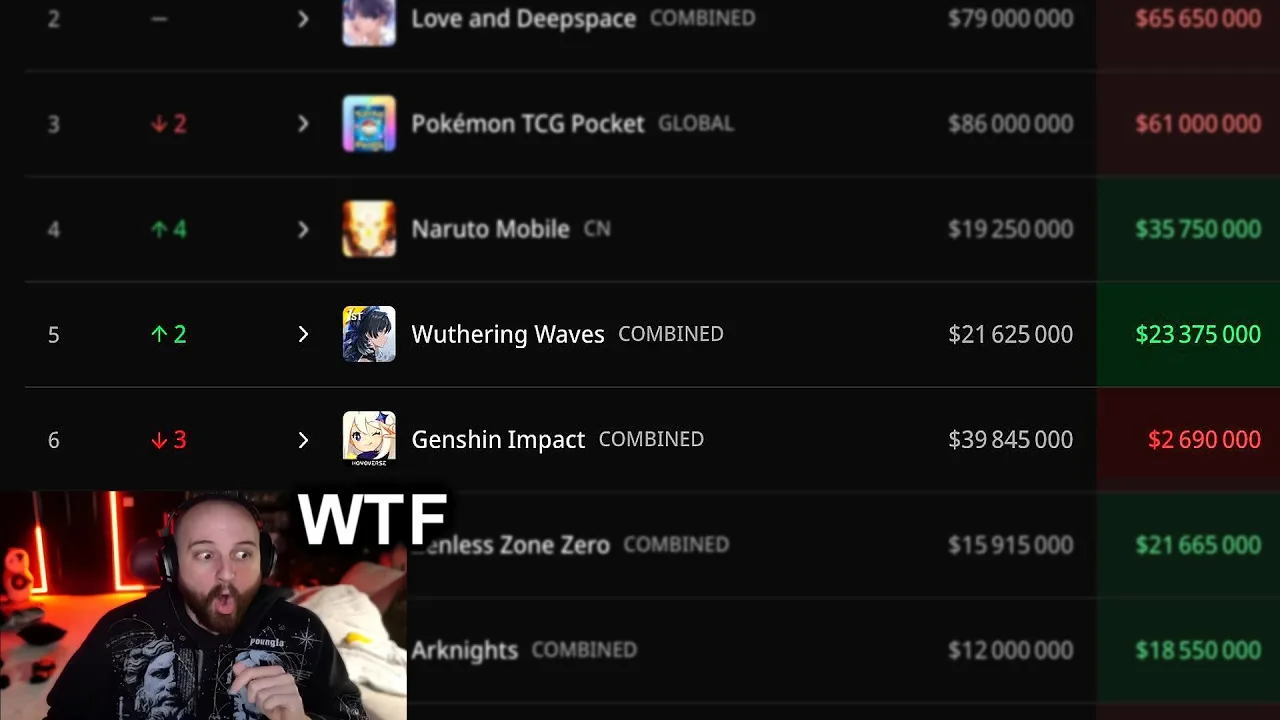 2 — Love and Deepspace COMBINED $79 000 000 $65 650 000
3 ↓ 2 Pokémon TCG Pocket GLOBAL $86 000 000 $61 000 000
4 ↑ 4 Naruto Mobile CN $19 250 000 $35 750 000
5 ↑ 2 Wuthering Waves COMBINED $21 625 000 $23 375 000
6 ↓ 3 Genshin Impact COMBINED $39 845 000 $2 690 000
HOYOVERSE
WTF
Zenless Zone Zero COMBINED $15 915 000 $21 665 000
Arknights COMBINED $12 000 000 $18 550 000
youngla